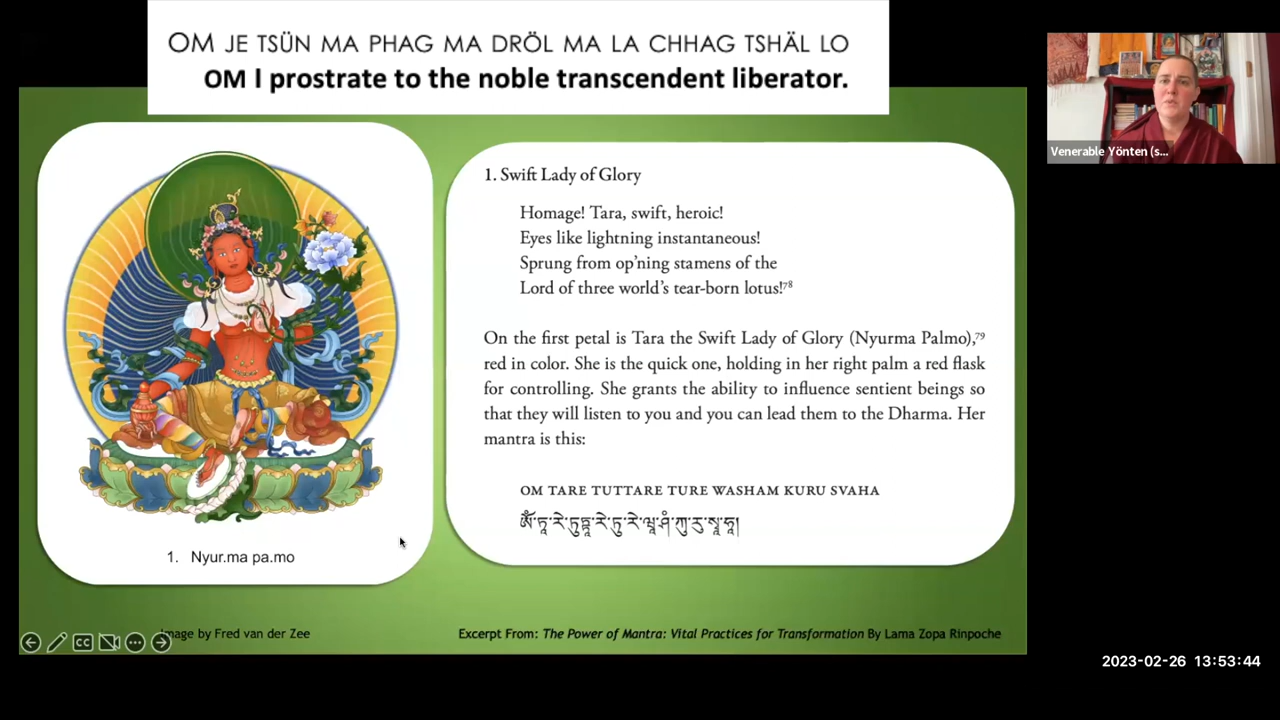 OM JE TSÜN MA PHAG MA DRÖL MA LA CHHAG TSHÄL LO
OM I prostrate to the noble transcendent liberator.
Venerable Yönten (s...
1. Swift Lady of Glory
Homage! Tara, swift, heroic!
Eyes like lightning instantaneous!
Sprung from op’ning stamens of the
Lord of three world’s tear-born lotus!78
On the first petal is Tara the Swift Lady of Glory (Nyurma Palmo),79
red in color. She is the quick one, holding in her right palm a red flask
for controlling. She grants the ability to influence sentient beings so
that they will listen to you and you can lead them to the Dharma. Her
mantra is this:
OM TARE TUTTARE TURE WASHAM KURU SVAHA
ༀ་ཏཱ་རེ་ཏུཏྟཱ་རེ་ཏུ་རེ་ཝཱ་ཤཾ་ཀུ་རུ་སྭཱ་ཧཱ།
1. Nyur.ma pa.mo
CC
Image by Fred van der Zee
Excerpt From: The Power of Mantra: Vital Practices for Transformation By Lama Zopa Rinpoche
2023-02-26 13:53:44